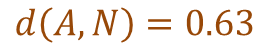 d(A, N) = 0.63